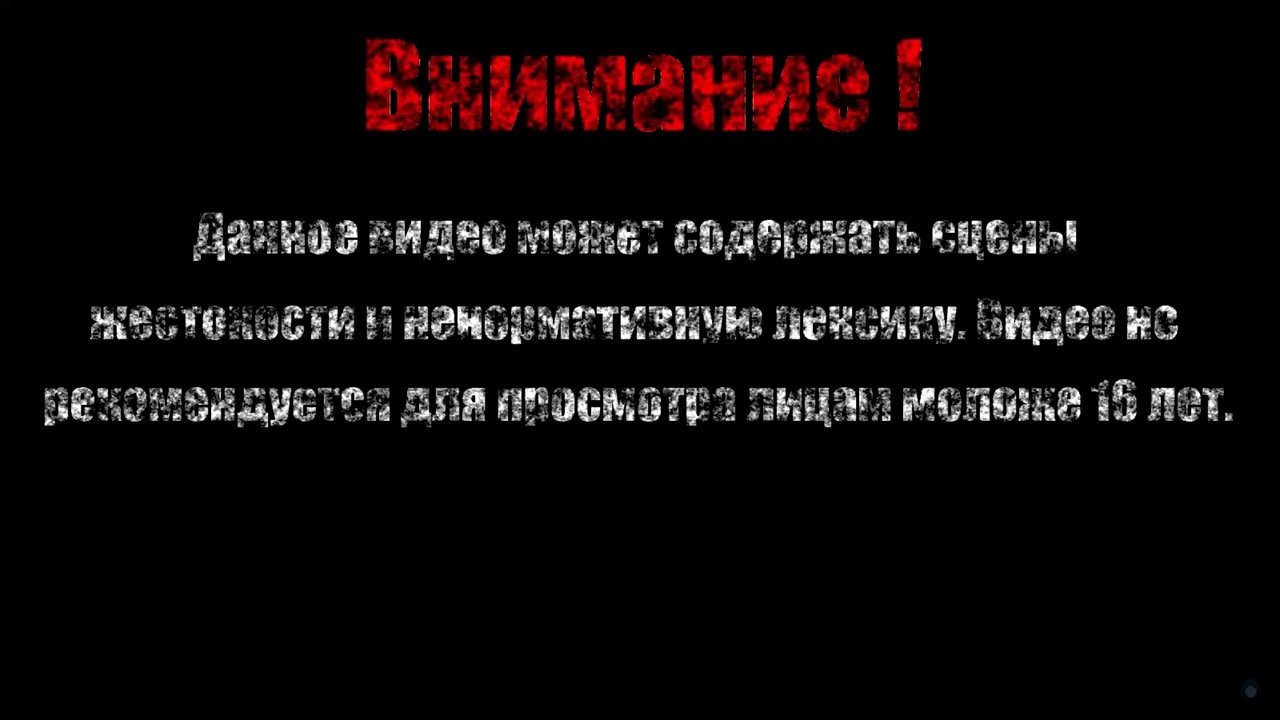 Внимание !
Данное видео может содержать сцены
жестокости и ненормативную лексику. Видео не
рекомендуется для просмотра лицам моложе 16 лет.